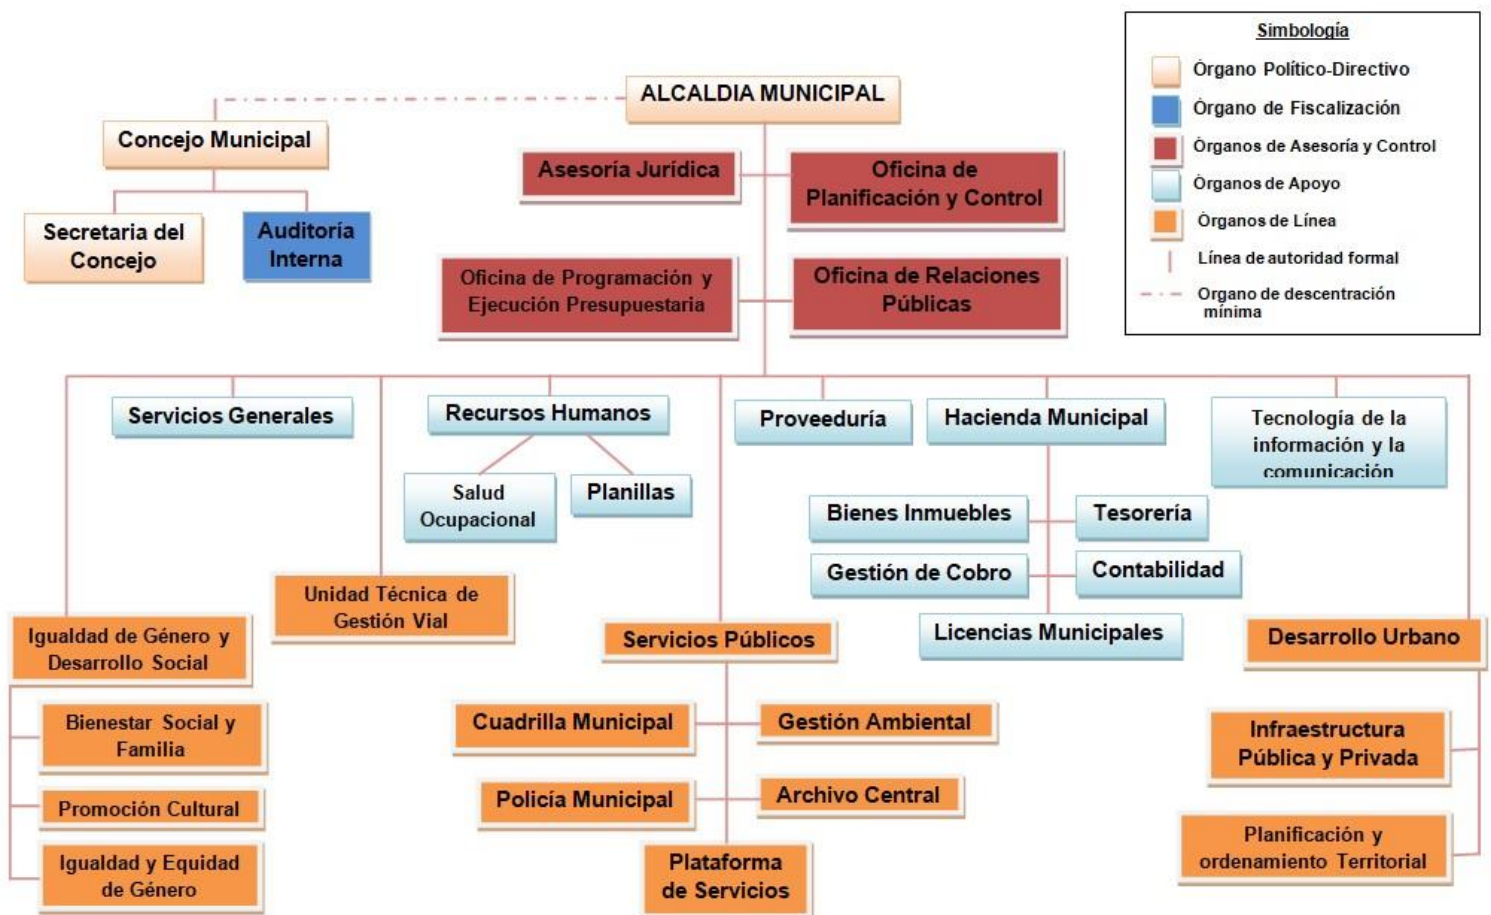 Simbología
Órgano Político-Directivo
Órgano de Fiscalización
Órganos de Asesoría y Control
Órganos de Apoyo
Órganos de Línea
Línea de autoridad formal
Organo de descentración
mínima
ALCALDIA MUNICIPAL
Concejo Municipal
Secretaria del
Concejo
Auditoría
Interna
Asesoría Jurídica
Oficina de
Planificación y Control
Oficina de Programación y
Ejecución Presupuestaria
Oficina de Relaciones
Públicas
Servicios Generales
Recursos Humanos
Salud
Ocupacional
Planillas
Proveeduría
Hacienda Municipal
Bienes Inmuebles
Tesorería
Gestión de Cobro
Contabilidad
Licencias Municipales
Tecnología de la
información y la
comunicación
Igualdad de Género y
Desarrollo Social
Bienestar Social y
Familia
Promoción Cultural
Igualdad y Equidad
de Género
Unidad Técnica de
Gestión Vial
Servicios Públicos
Cuadrilla Municipal
Gestión Ambiental
Policía Municipal
Archivo Central
Plataforma
de Servicios
Desarrollo Urbano
Infraestructura
Pública y Privada
Planificación y
ordenamiento Territorial